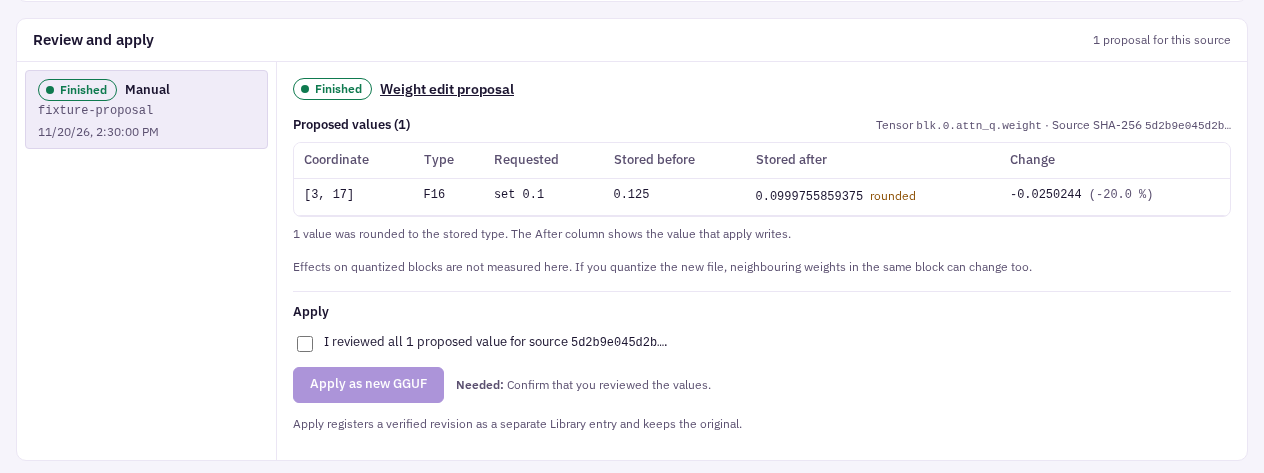 Review and apply
1 proposal for this source
Finished Manual
fixture-proposal
11/20/26, 2:30:00 PM
Finished Weight edit proposal
Proposed values (1)
Tensor blk.0.attn_q.weight · Source SHA-256 5d2b9e045d2b…
Coordinate Type Requested Stored before Stored after Change
[3, 17] F16 set 0.1 0.125 0.0999755859375 rounded -0.0250244 (-20.0 %)
1 value was rounded to the stored type. The After column shows the value that apply writes.
Effects on quantized blocks are not measured here. If you quantize the new file, neighbouring weights in the same block can change too.
Apply
I reviewed all 1 proposed value for source 5d2b9e045d2b….
Apply as new GGUF
Needed: Confirm that you reviewed the values.
Apply registers a verified revision as a separate Library entry and keeps the original.